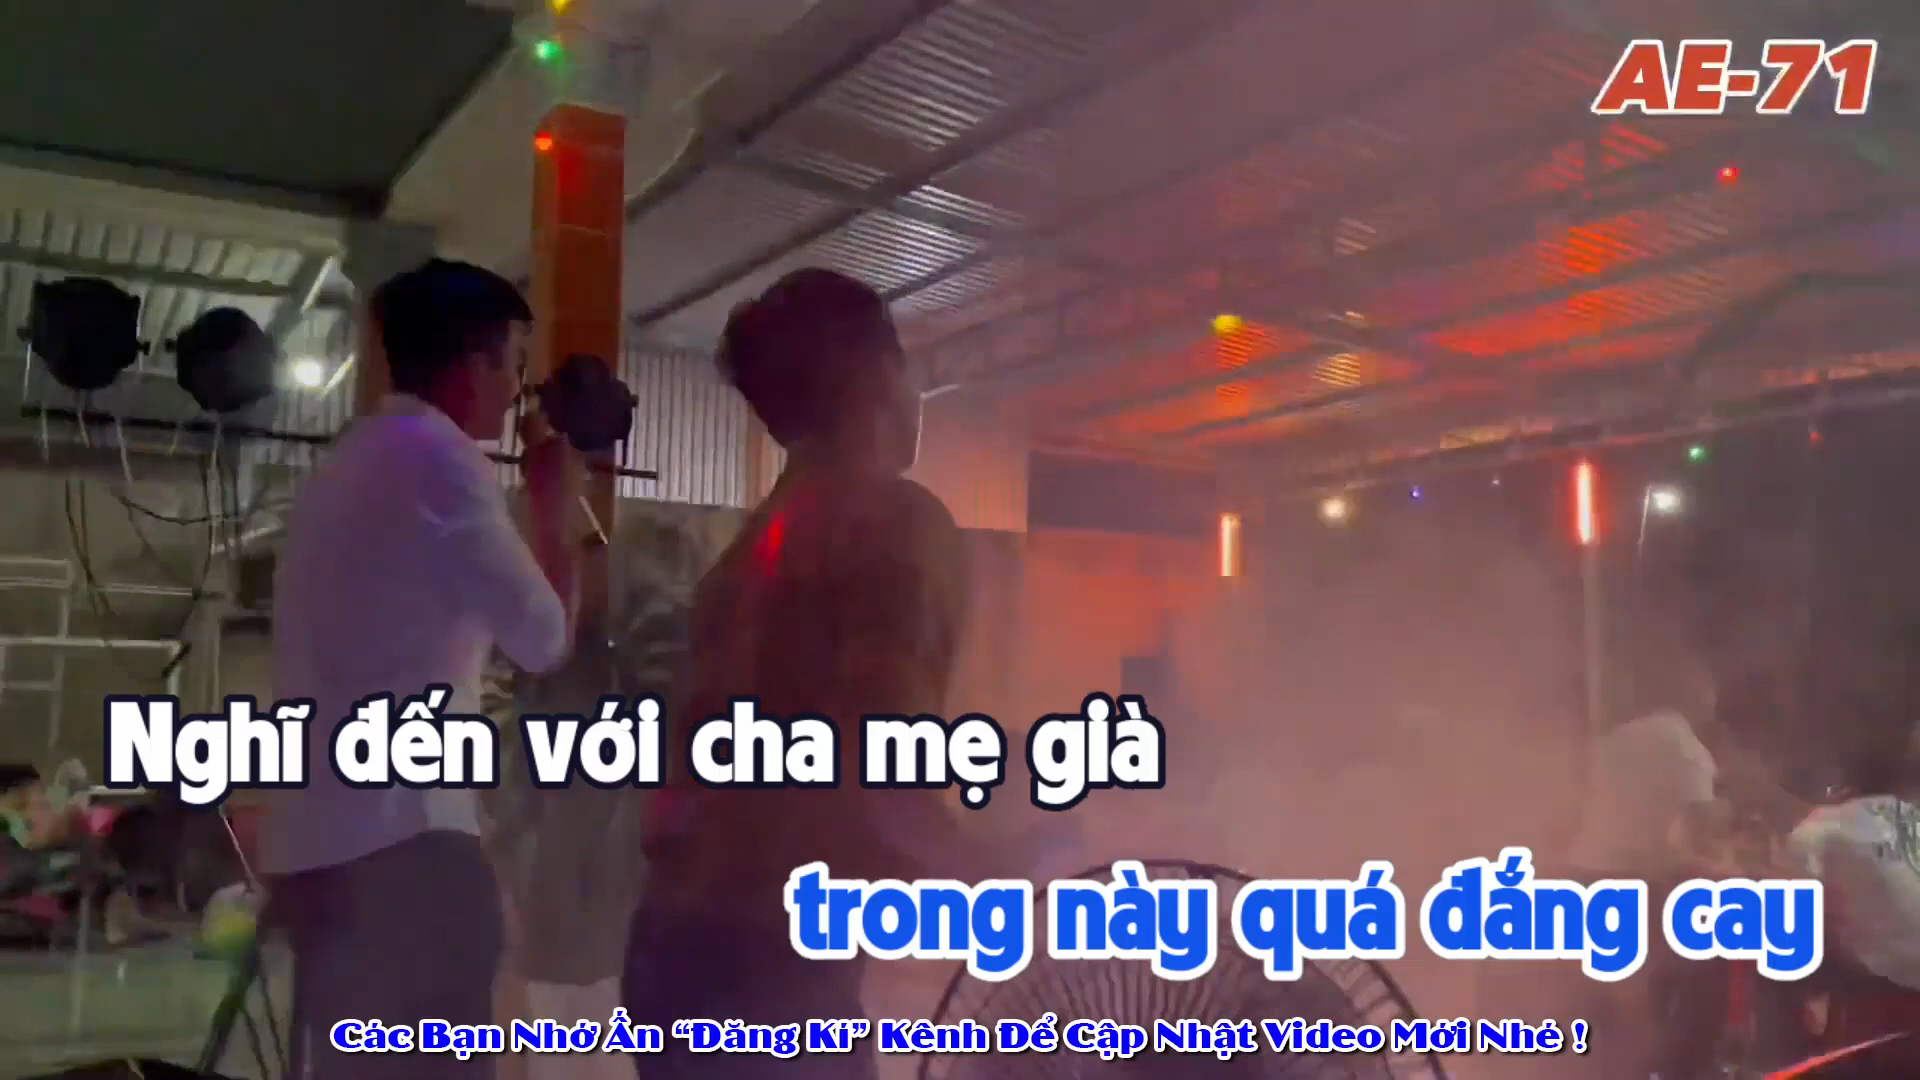 AE-71
Nghĩ đến với cha mẹ già
trong này quá đắng cay
Các Bạn Nhớ Ấn “Đăng Kí” Kênh Để Cập Nhật Video Mới Nhé !